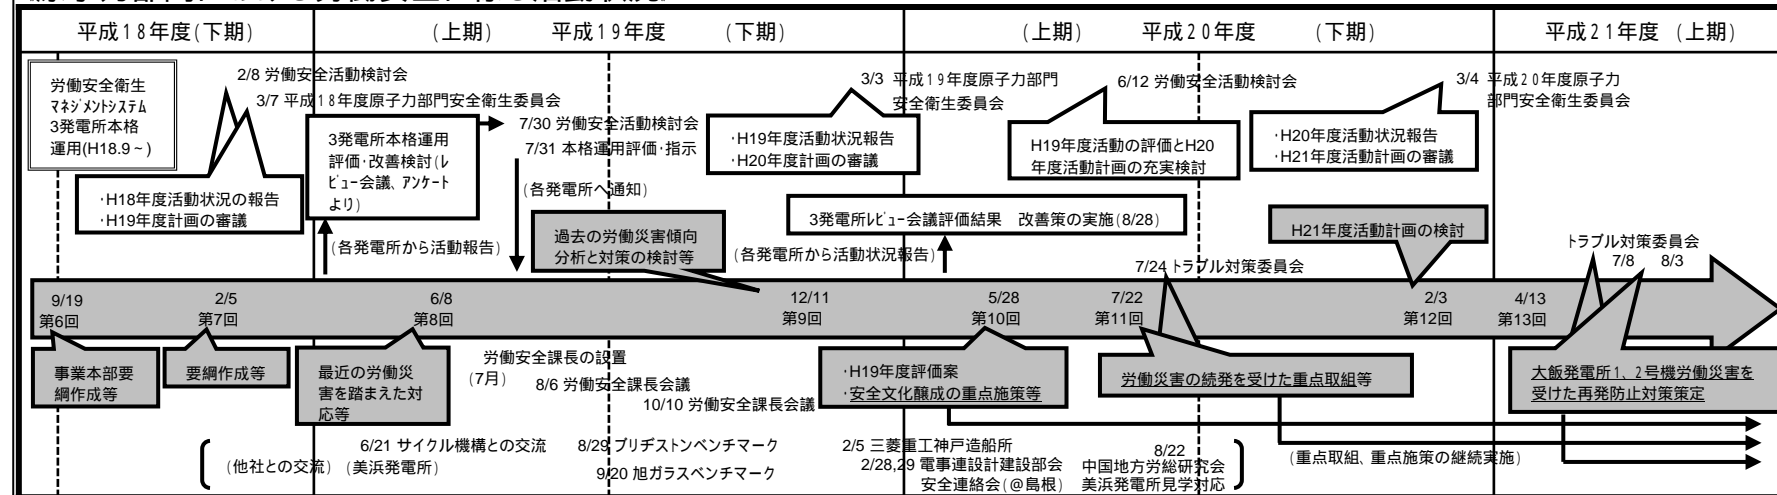 平成18年度(下期)
(上期) 平成19年度 (下期)
(上期) 平成20年度 (下期)
平成21年度 (上期)
労働安全衛生
マネジメントシステム
3発電所本格
運用(H18.9~)
2/8 労働安全活動検討会
3/7 平成18年度原子力部門安全衛生委員会
・H18年度活動状況の報告
・H19年度計画の審議
3発電所本格運用
評価・改善検討(レ
ビュー会議、アンケート
より)
(各発電所から活動報告)
7/30 労働安全活動検討会
7/31 本格運用評価・指示
(各発電所へ通知)
過去の労働災害傾向
分析と対策の検討等
3/3 平成19年度原子力部門
安全衛生委員会
・H19年度活動状況報告
・H20年度計画の審議
6/12 労働安全活動検討会
H19年度活動の評価とH20
年度活動計画の充実検討
3発電所レビュー会議評価結果 改善策の実施(8/28)
(各発電所から活動状況報告)
3/4 平成20年度原子力
部門安全衛生委員会
・H20年度活動状況報告
・H21年度活動計画の審議
H21年度活動計画の検討
7/24 トラブル対策委員会
トラブル対策委員会
7/8 8/3
9/19
第6回
2/5
第7回
6/8
第8回
12/11
第9回
5/28
第10回
7/22
第11回
2/3
第12回
4/13
第13回
事業本部要
綱作成等
要綱作成等
最近の労働災
害を踏まえた対
応等
労働安全課長の設置
(7月)
8/6 労働安全課長会議
10/10 労働安全課長会議
・H19年度評価案
・安全文化醸成の重点施策等
労働災害の続発を受けた重点取組等
大飯発電所1、2号機労働災害を
受けた再発防止対策策定
(他社との交流)
6/21 サイクル機構との交流
(美浜発電所)
8/29 ブリヂストンベンチマーク
9/20 旭ガラスベンチマーク
2/5 三菱重工神戸造船所
2/28,29 電事連設計建設部会
安全連絡会(@島根)
8/22
中国地方労総研究会
美浜発電所見学対応
(重点取組、重点施策の継続実施)